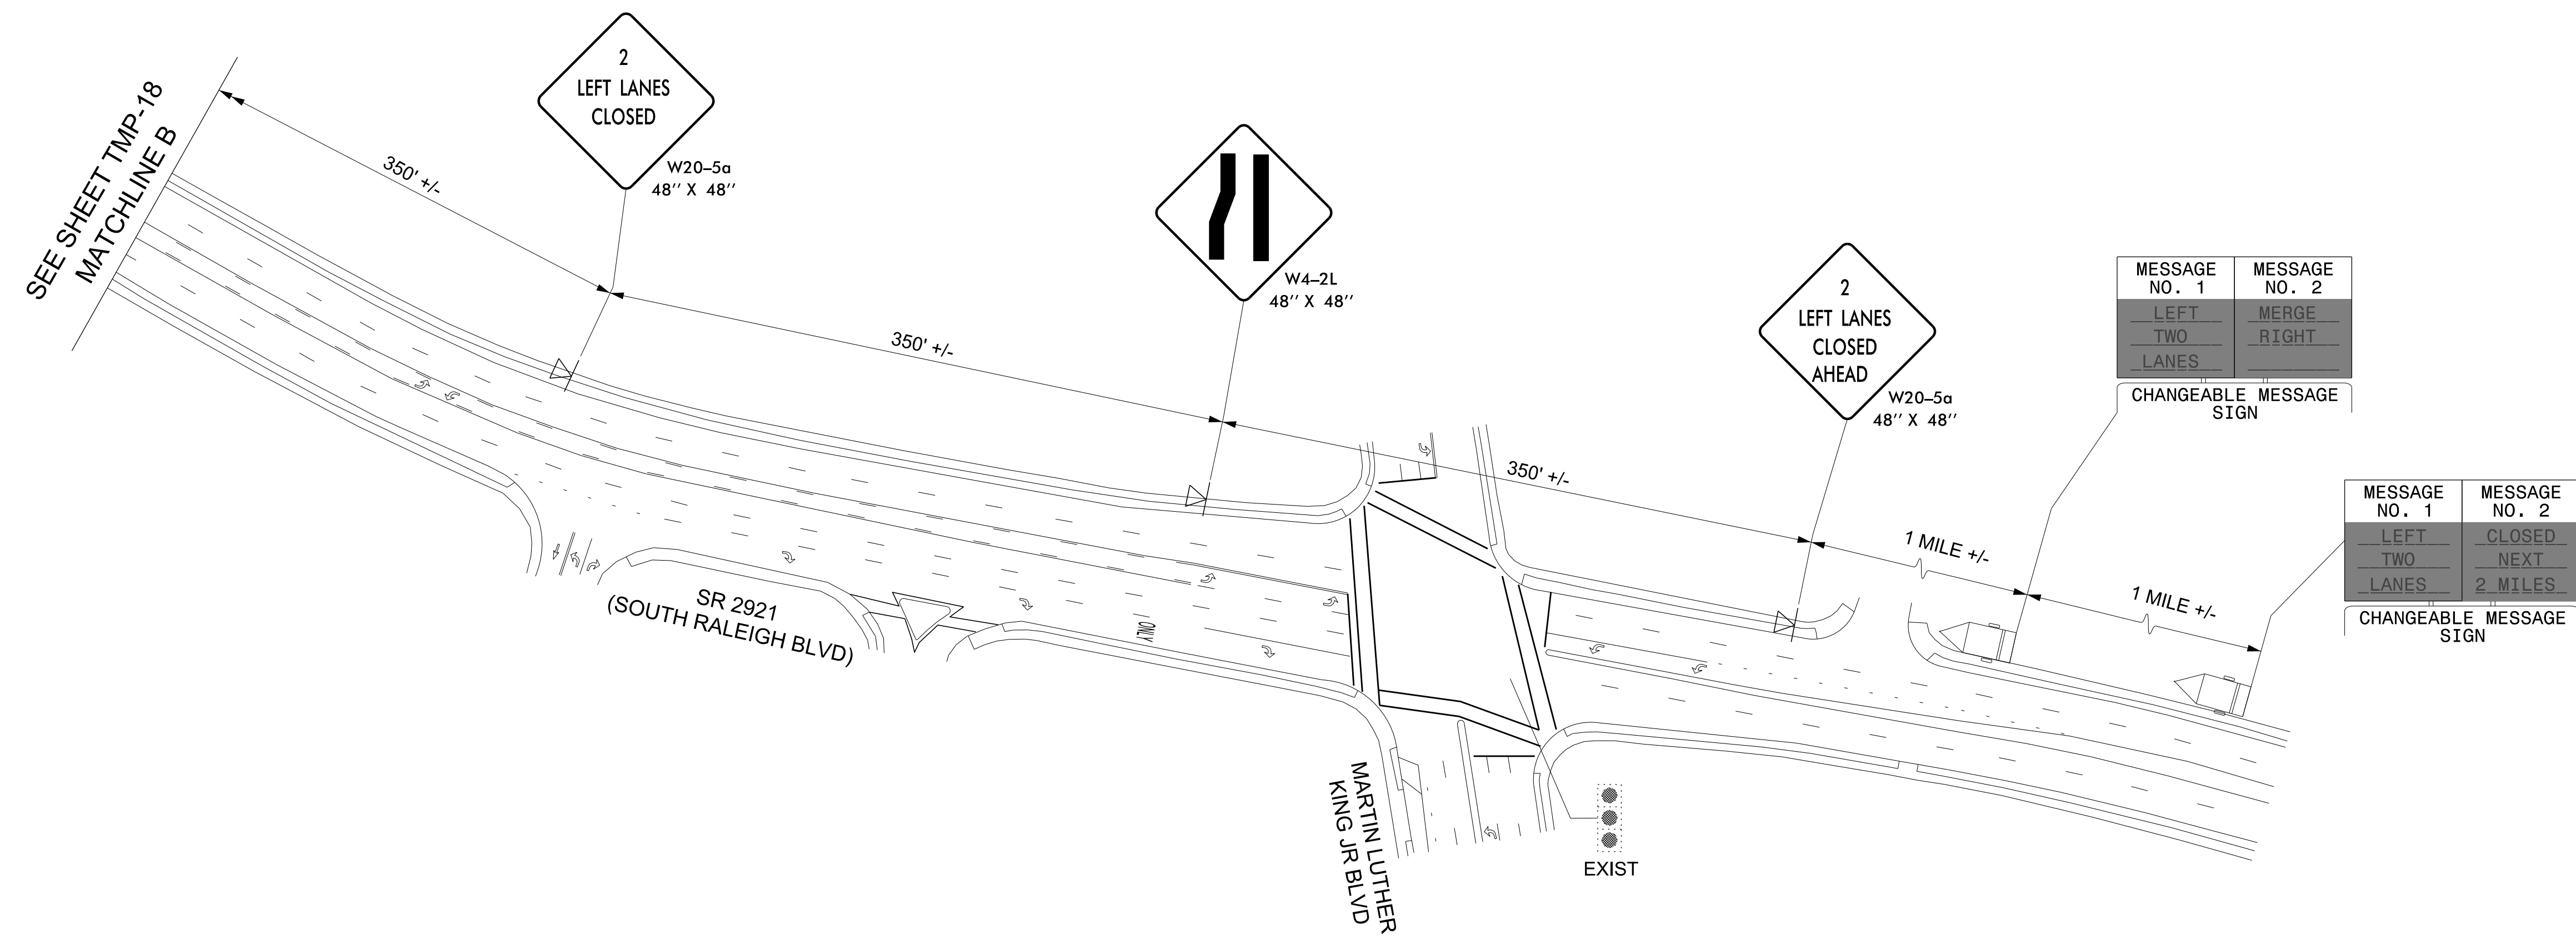 SEE SHEET TMP-18
MATCHLINE B
350' +/-
2
LEFT LANES
CLOSED
W20-5a
48'' X 48''
350' +/-
W4-2L
48'' X 48''
350' +/-
2
LEFT LANES
CLOSED
AHEAD
W20-5a
48'' X 48''
MESSAGE
NO. 1
LEFT
TWO
LANES
MESSAGE
NO. 2
MERGE
RIGHT
CHANGEABLE MESSAGE
SIGN
1 MILE +/-
MESSAGE
NO. 1
LEFT
TWO
LANES
MESSAGE
NO. 2
CLOSED
NEXT
2 MILES
CHANGEABLE MESSAGE
SIGN
1 MILE +/-
SR 2921
(SOUTH RALEIGH BLVD)
ONLY
MARTIN LUTHER
KING JR BLVD
EXIST